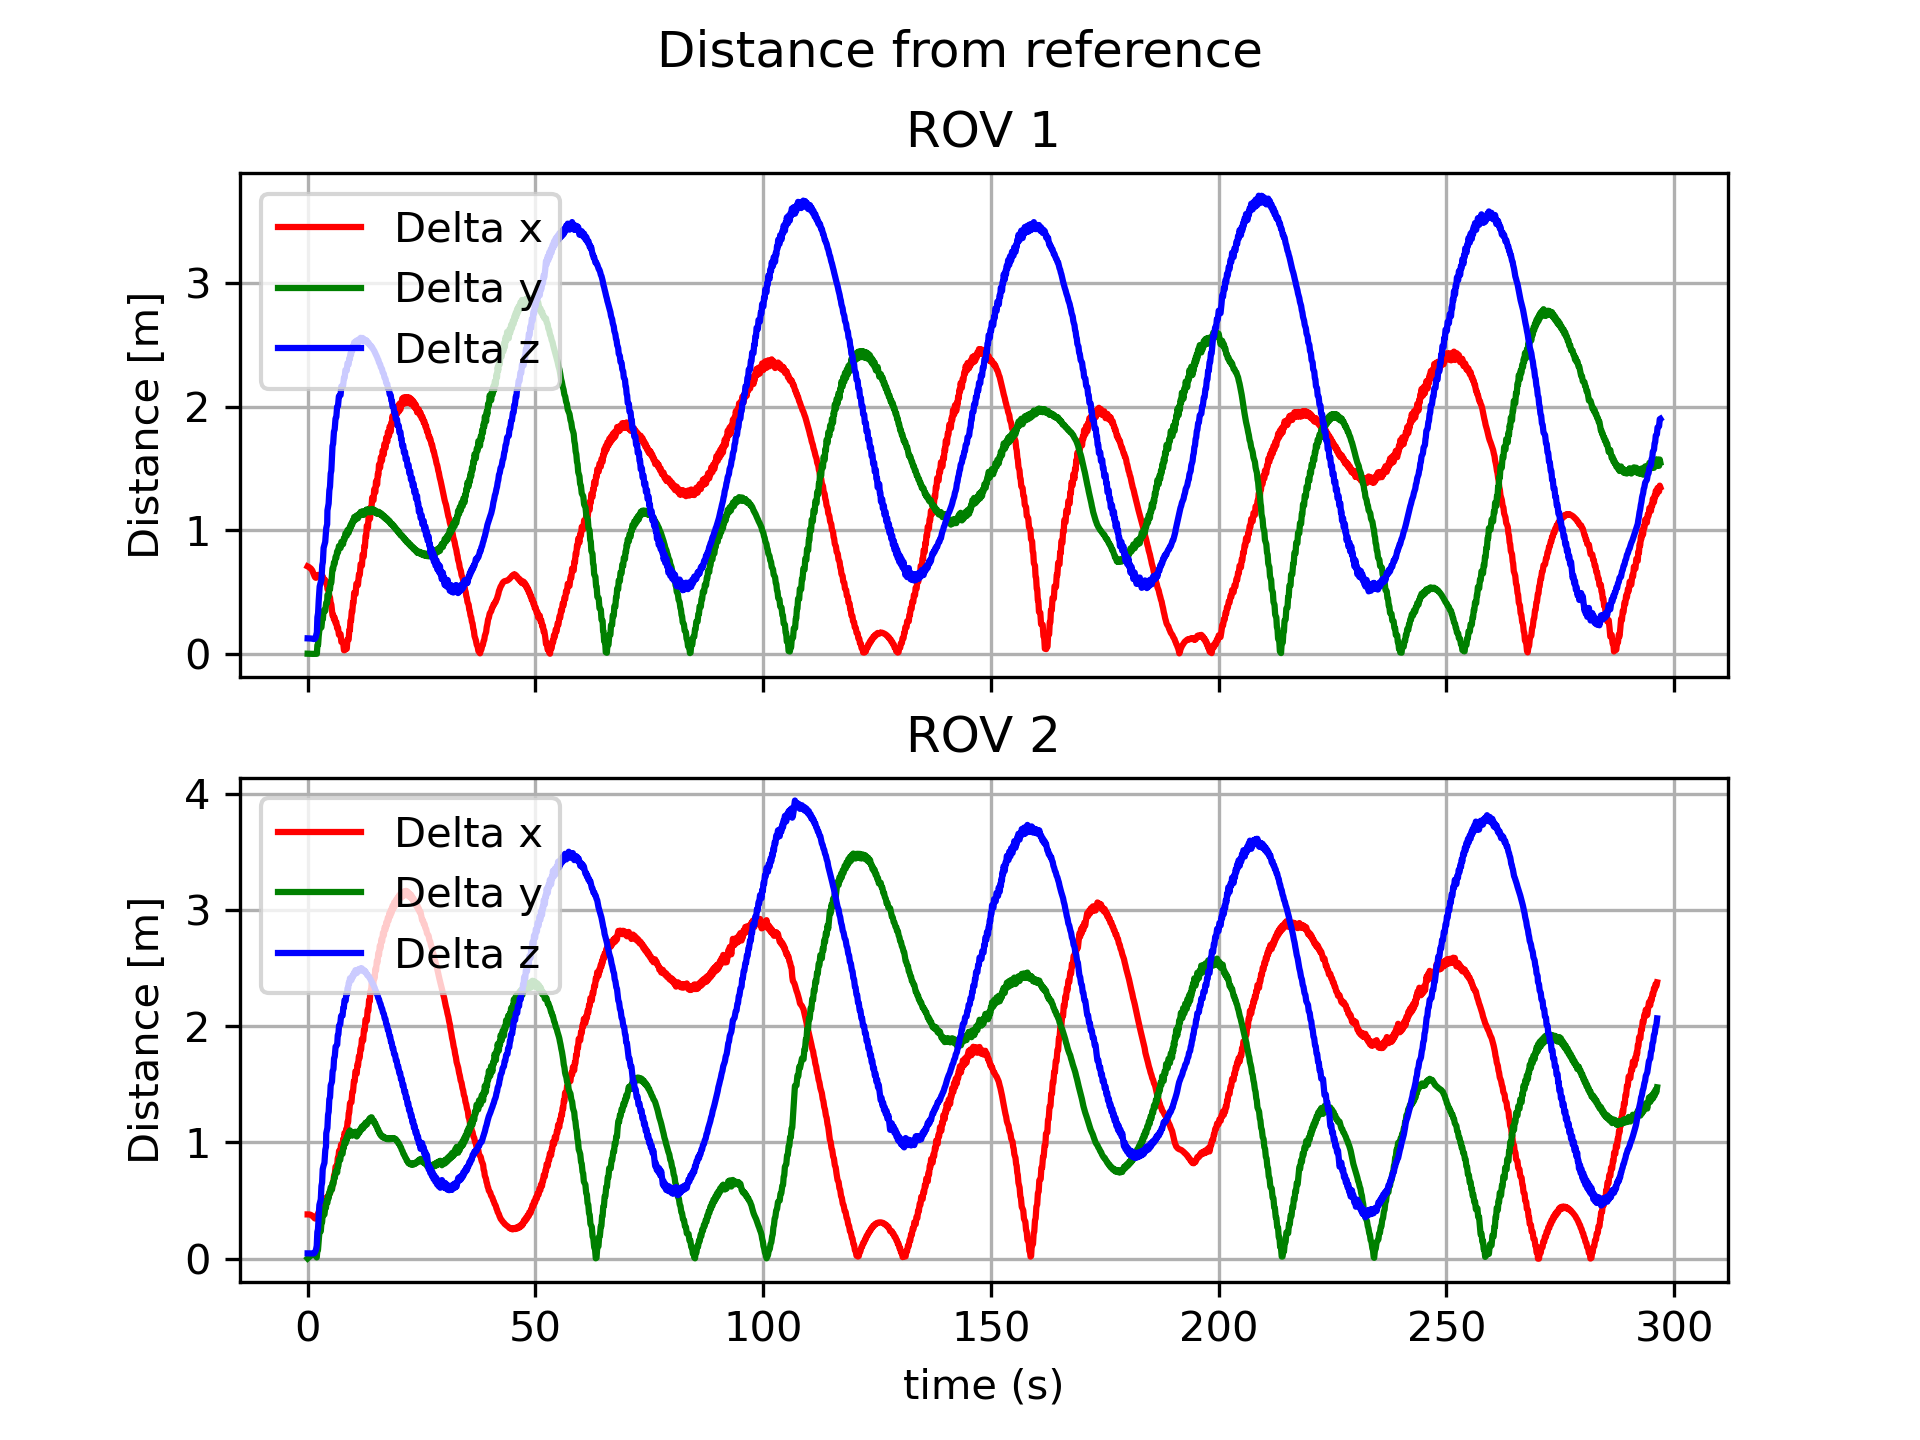 Distance from reference
ROV 1
Distance [m]
3
2
1
0
Delta x
Delta y
Delta z
ROV 2
Distance [m]
4
3
2
1
0
Delta x
Delta y
Delta z
0 50 100 150 200 250 300
time (s)